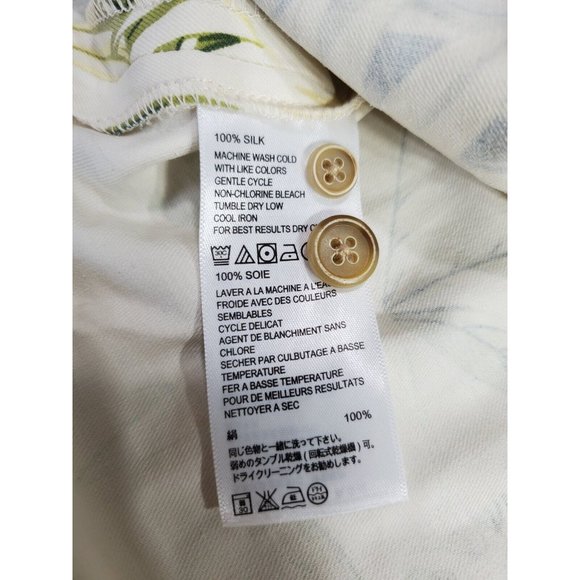 100% SILK
MACHINE WASH COLD
WITH LIKE COLORS
GENTLE CYCLE
NON-CHLORINE BLEACH
TUMBLE DRY LOW
COOL IRON
FOR BEST RESULTS DRY
100% SOIE
LAVER A LA MACHINE A
FROIDE AVEC DES COULEURS
SEMBLABLES
CYCLE DELICAT
AGENT DE BLANCHIMENT SANS
CHLORE
SECHER PAR CULBUTAGE A BASSE
TEMPERATURE
FER A BASSE TEMPERATURE
POUR DE MEILLEURS RESULTATS
NETTOYER A SEC
絹 100%
同じ色物と一緒に洗って下さい。
弱めのタンブル乾燥(回転式乾燥)可。
ドライクリーニングをお勧めします。